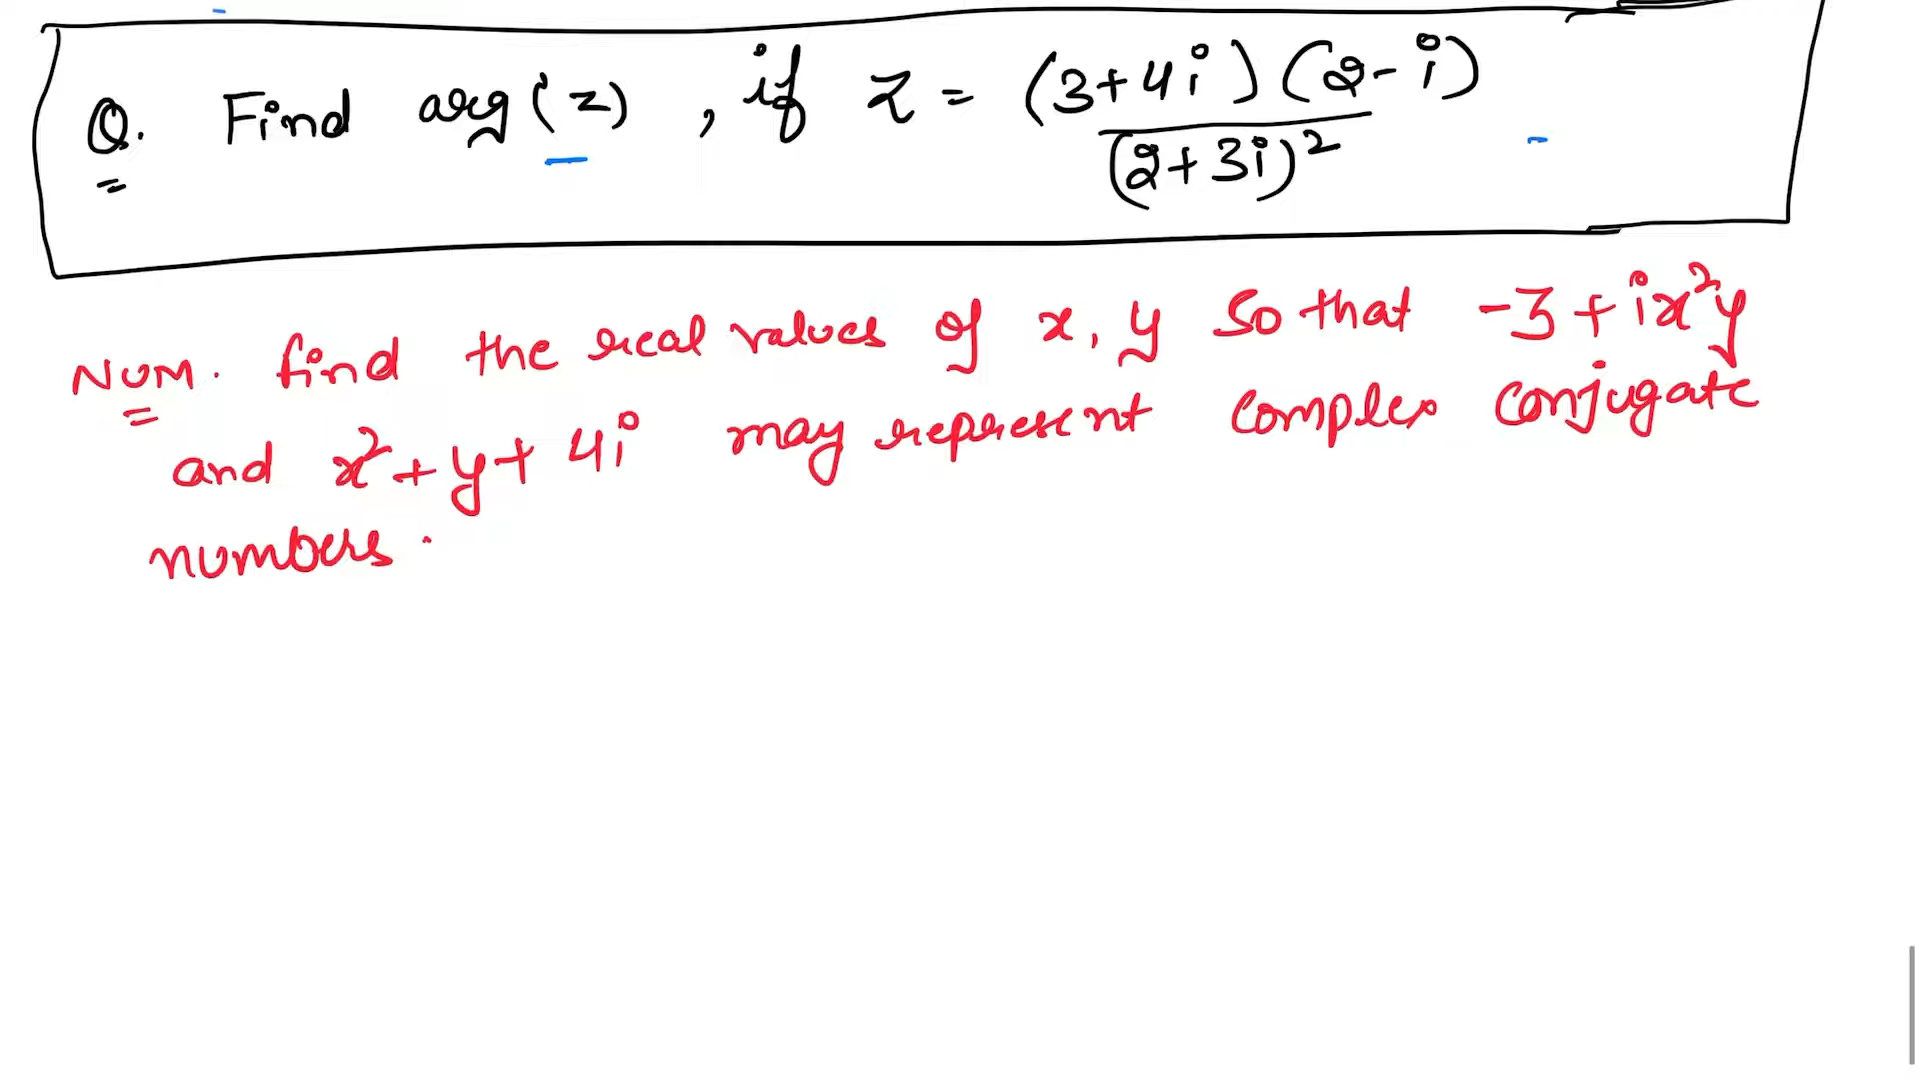 Q. Find arg(z), if z = (3+4i)(2-i) / (2+3i)²
NUM. find the real values of x, y so that -3+ix²y
and x²+y+4i may represent complex conjugate
numbers.